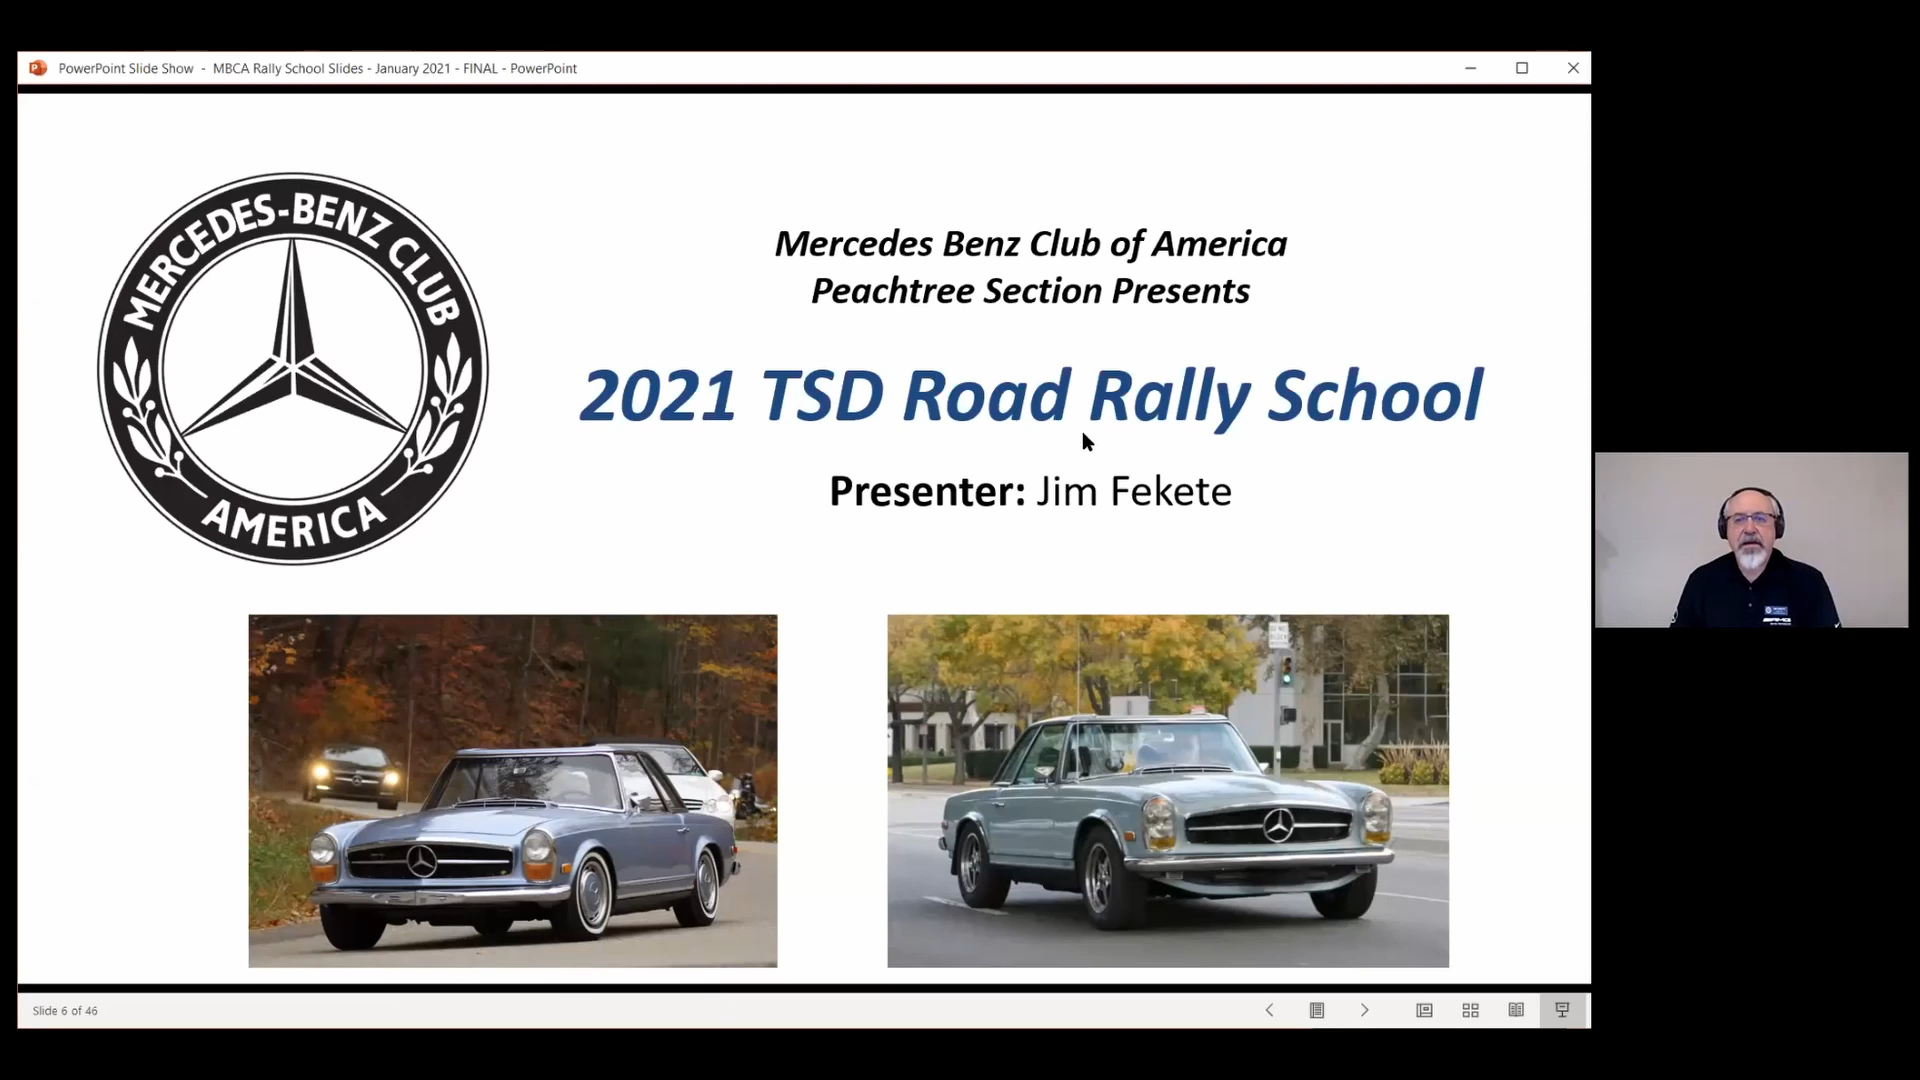 PowerPoint Slide Show - MBCA Rally School Slides - January 2021 - FINAL - PowerPoint
MERCEDES-BENZ CLUB
AMERICA
Mercedes Benz Club of America
Peachtree Section Presents
2021 TSD Road Rally School
Presenter: Jim Fekete
AMG
Slide 6 of 46